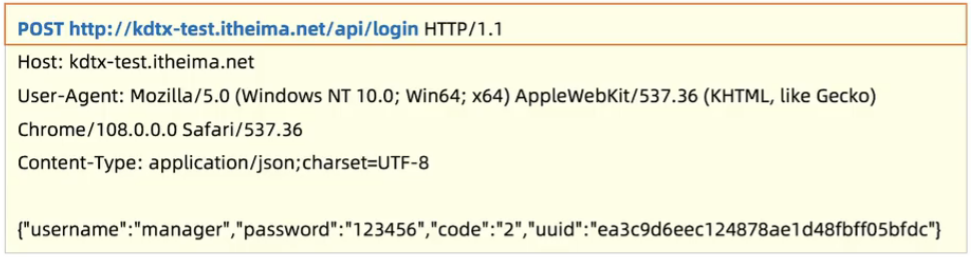 POST http://kdtx-test.itheima.net/api/login HTTP/1.1
Host: kdtx-test.itheima.net
User-Agent: Mozilla/5.0 (Windows NT 10.0; Win64; x64) AppleWebKit/537.36 (KHTML, like Gecko)
Chrome/108.0.0.0 Safari/537.36
Content-Type: application/json;charset=UTF-8
{"username":"manager","password":"123456","code":"2","uuid":"ea3c9d6eec124878ae1d48fbff05bfdc"}